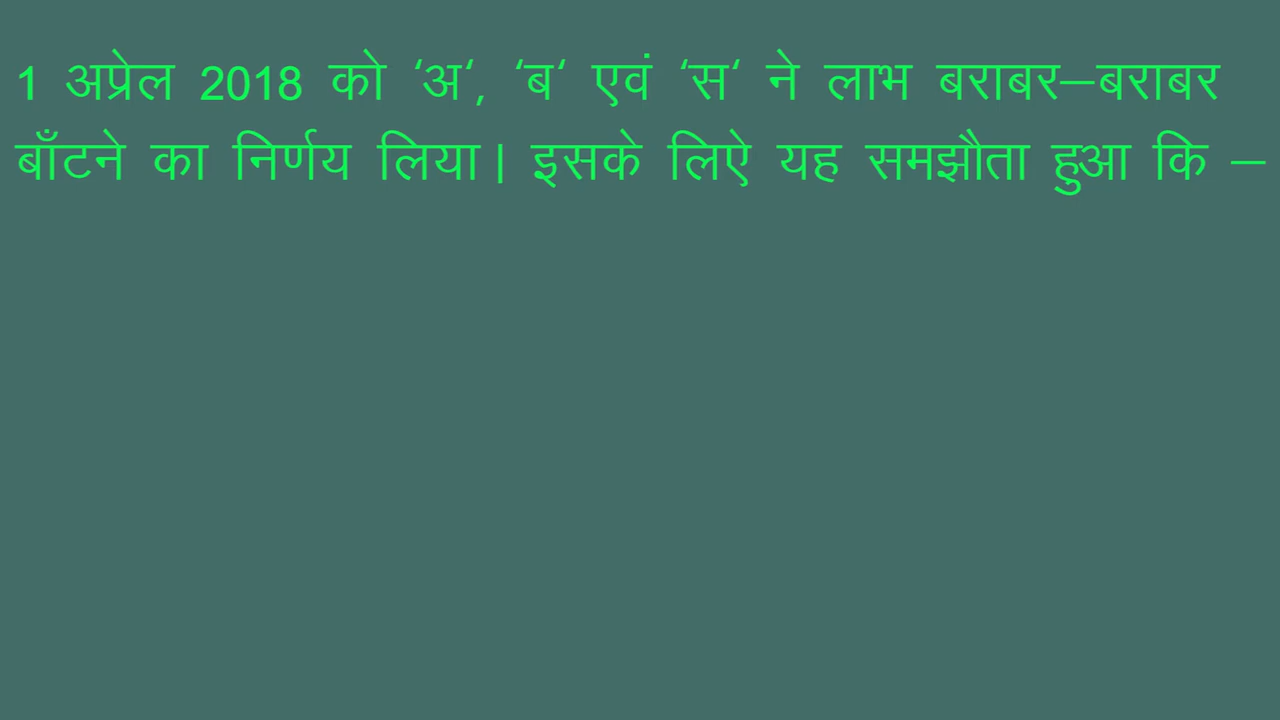 1 अप्रेल 2018 को ‘अ‘, ‘ब‘ एवं ‘स‘ ने लाभ बराबर–बराबर
बाँटने का निर्णय लिया। इसके लिऐ यह समझौता हुआ कि –